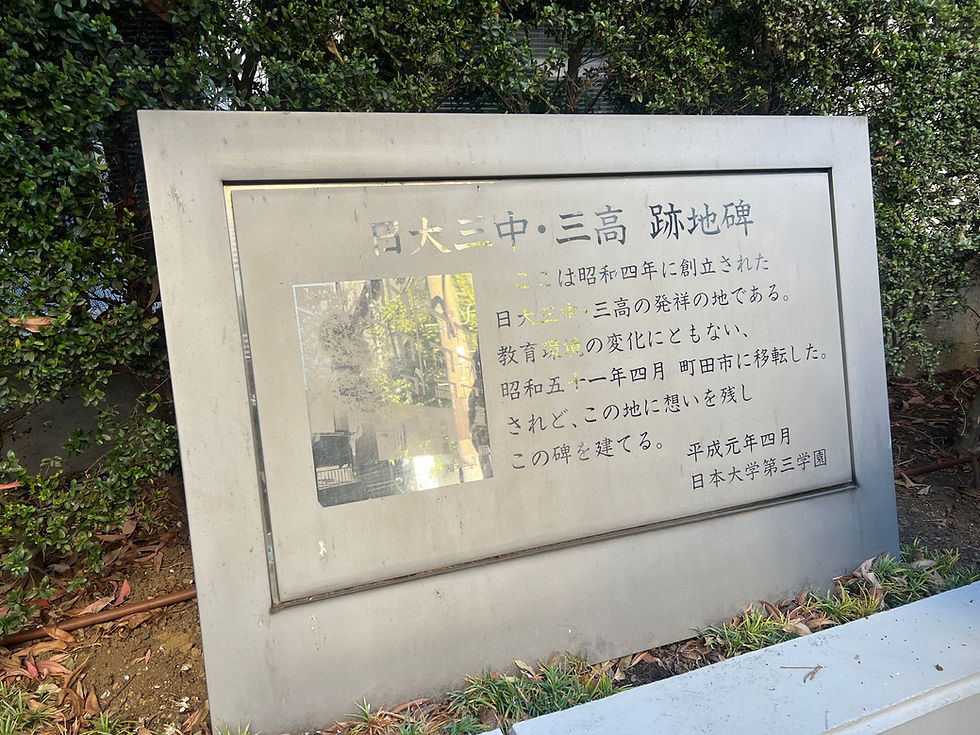 日大三中・三高 跡地碑
ここは昭和四年に創立された
日大三中・三高の発祥の地である。
教育環境の変化にともない、
昭和五十一年四月 町田市に移転した。
されど、この地に想いを残し
この碑を建てる。
平成元年四月
日本大学第三学園